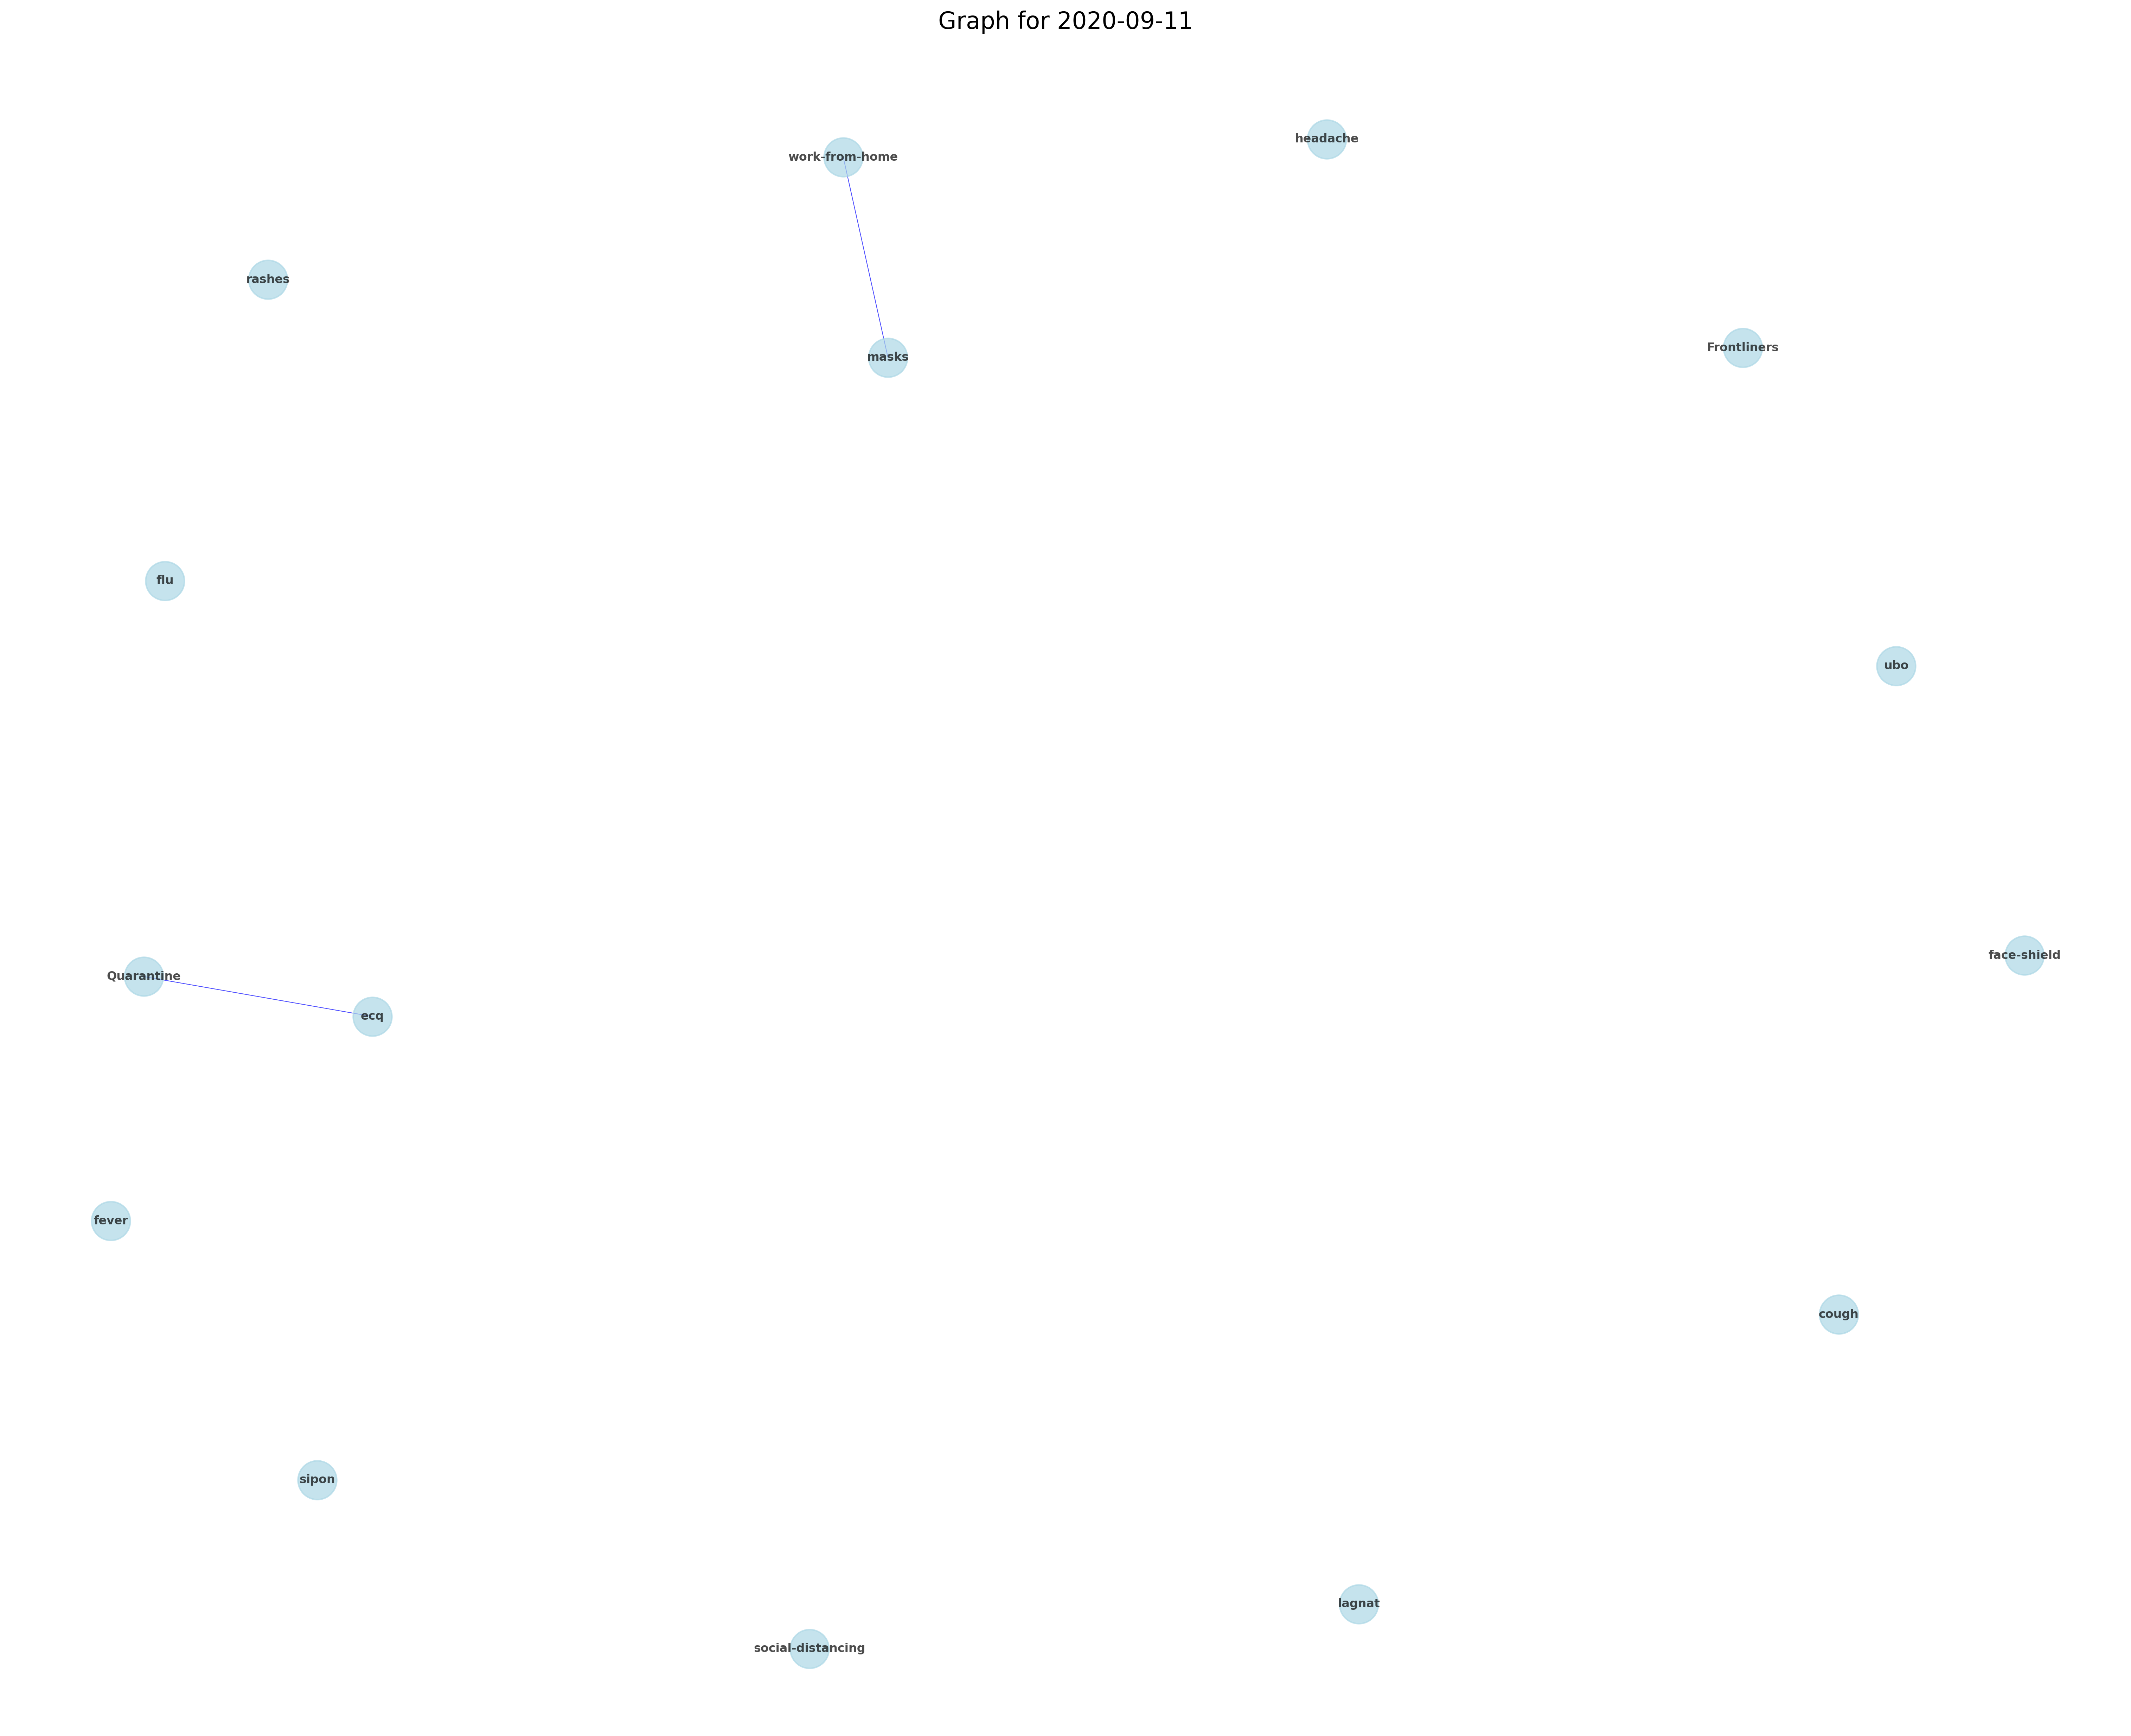 Graph for 2020-09-11
headache
work-from-home
rashes
Frontliners
masks
flu
ubo
face-shield
Quarantine
ecq
fever
cough
sipon
lagnat
social-distancing